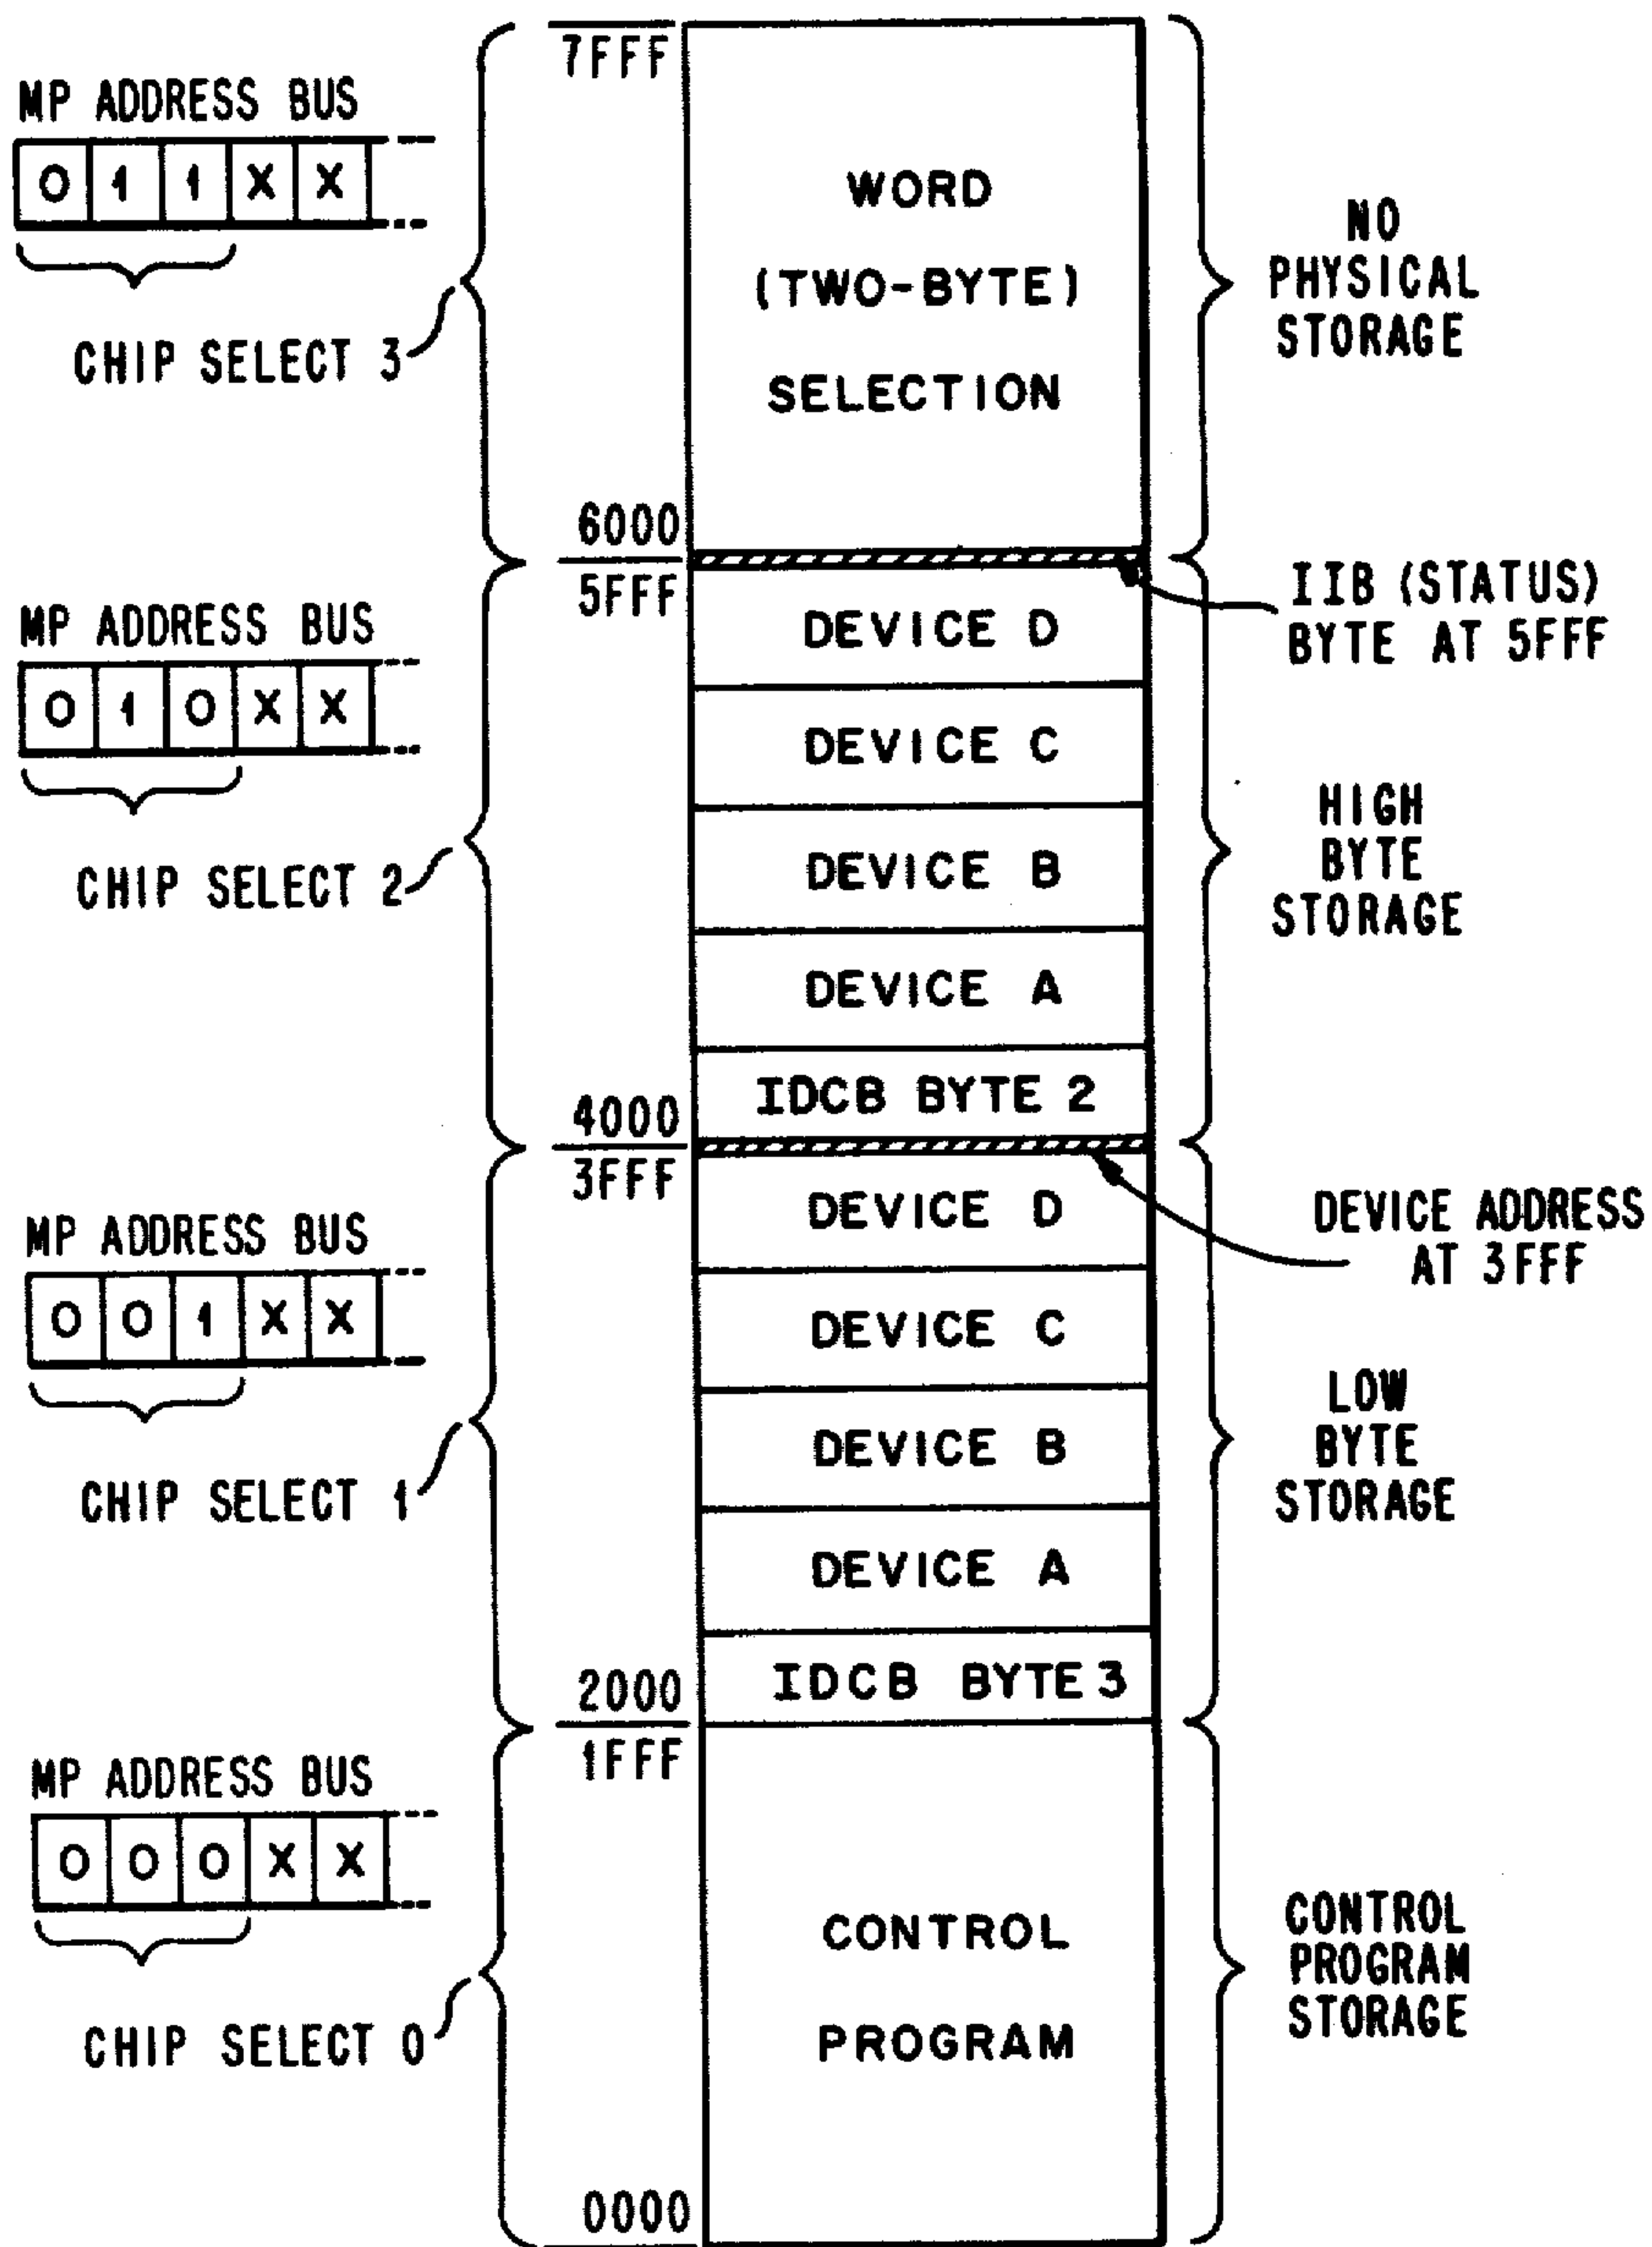 7FFF
MP ADDRESS BUS
0 1 1 X X
CHIP SELECT 3
WORD
(TWO-BYTE)
SELECTION
NO
PHYSICAL
STORAGE
6000
5FFF
IIB (STATUS)
BYTE AT 5FFF
MP ADDRESS BUS
0 1 0 X X
CHIP SELECT 2
DEVICE D
DEVICE C
DEVICE B
DEVICE A
IDCB BYTE 2
HIGH
BYTE
STORAGE
4000
3FFF
DEVICE ADDRESS
AT 3FFF
MP ADDRESS BUS
0 0 1 X X
CHIP SELECT 1
DEVICE D
DEVICE C
DEVICE B
DEVICE A
IDCB BYTE 3
LOW
BYTE
STORAGE
2000
1FFF
MP ADDRESS BUS
0 0 0 X X
CHIP SELECT 0
CONTROL
PROGRAM
CONTROL
PROGRAM
STORAGE
0000